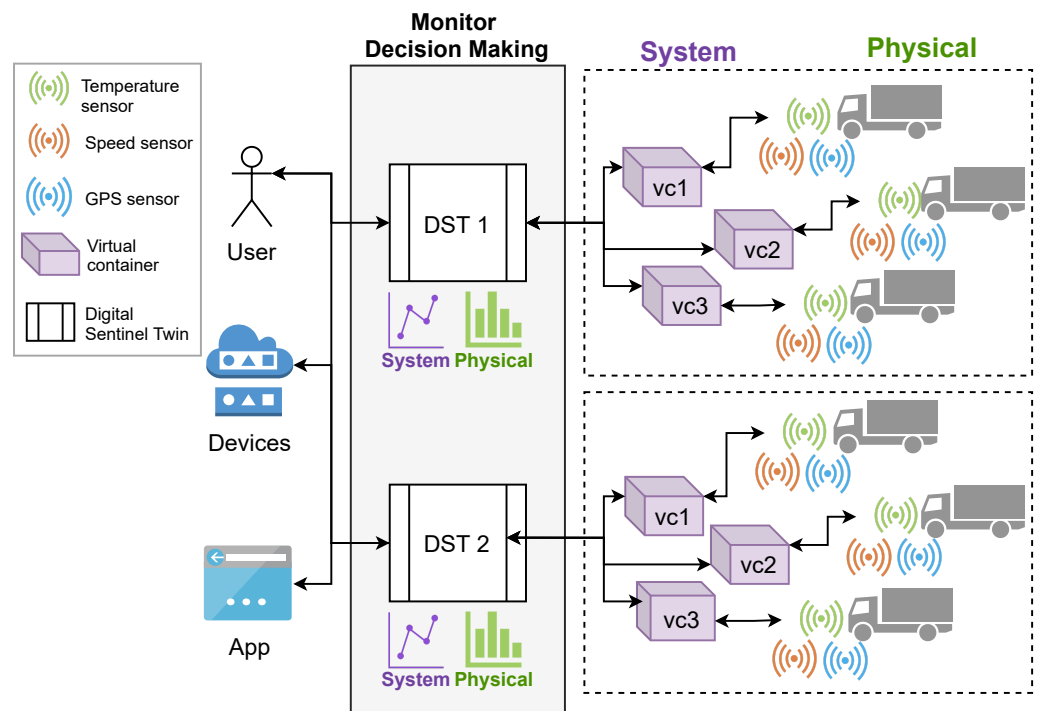 Monitor
Decision Making
System
Physical
Temperature
sensor
Speed sensor
GPS sensor
Virtual
container
Digital
Sentinel Twin
User
Devices
App
DST 1
System
Physical
DST 2
System
Physical
vc1
vc2
vc3
vc1
vc2
vc3